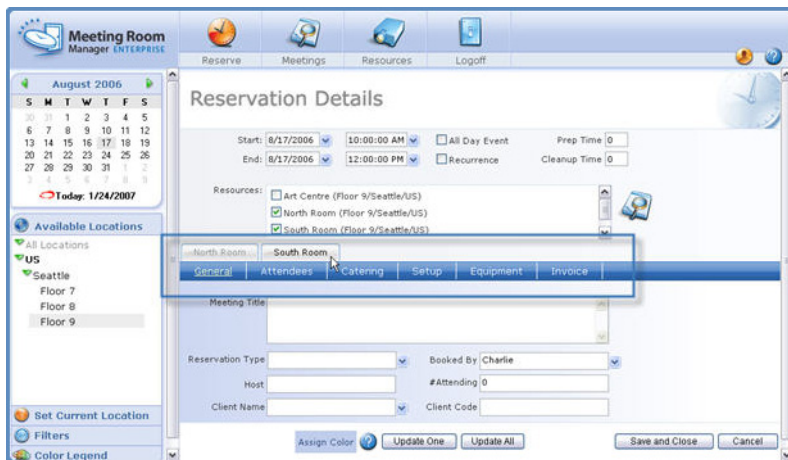 Meeting Room
Manager ENTERPRISE
Reserve Meetings Resources Logoff
August 2006
S M T W T F S
30 31 1 2 3 4 5
6 7 8 9 10 11 12
13 14 15 16 17 18 19
20 21 22 23 24 25 26
27 28 29 30 31 1 2
3 4 5 6 7 8 9
Today: 1/24/2007
Available Locations
All Locations
US
Seattle
Floor 7
Floor 8
Floor 9
Set Current Location
Filters
Color Legend
Reservation Details
Start: 8/17/2006 10:00:00 AM All Day Event Prep Time 0
End: 8/17/2006 12:00:00 PM Recurrence Cleanup Time 0
Resources: Art Centre (Floor 9/Seattle/US)
North Room (Floor 9/Seattle/US)
South Room (Floor 9/Seattle/US)
North Room South Room
General Attendees Catering Setup Equipment Invoice
Meeting Title
Reservation Type Booked By Charlie
Host #Attending 0
Client Name Client Code
Assign Color Update One Update All Save and Close Cancel